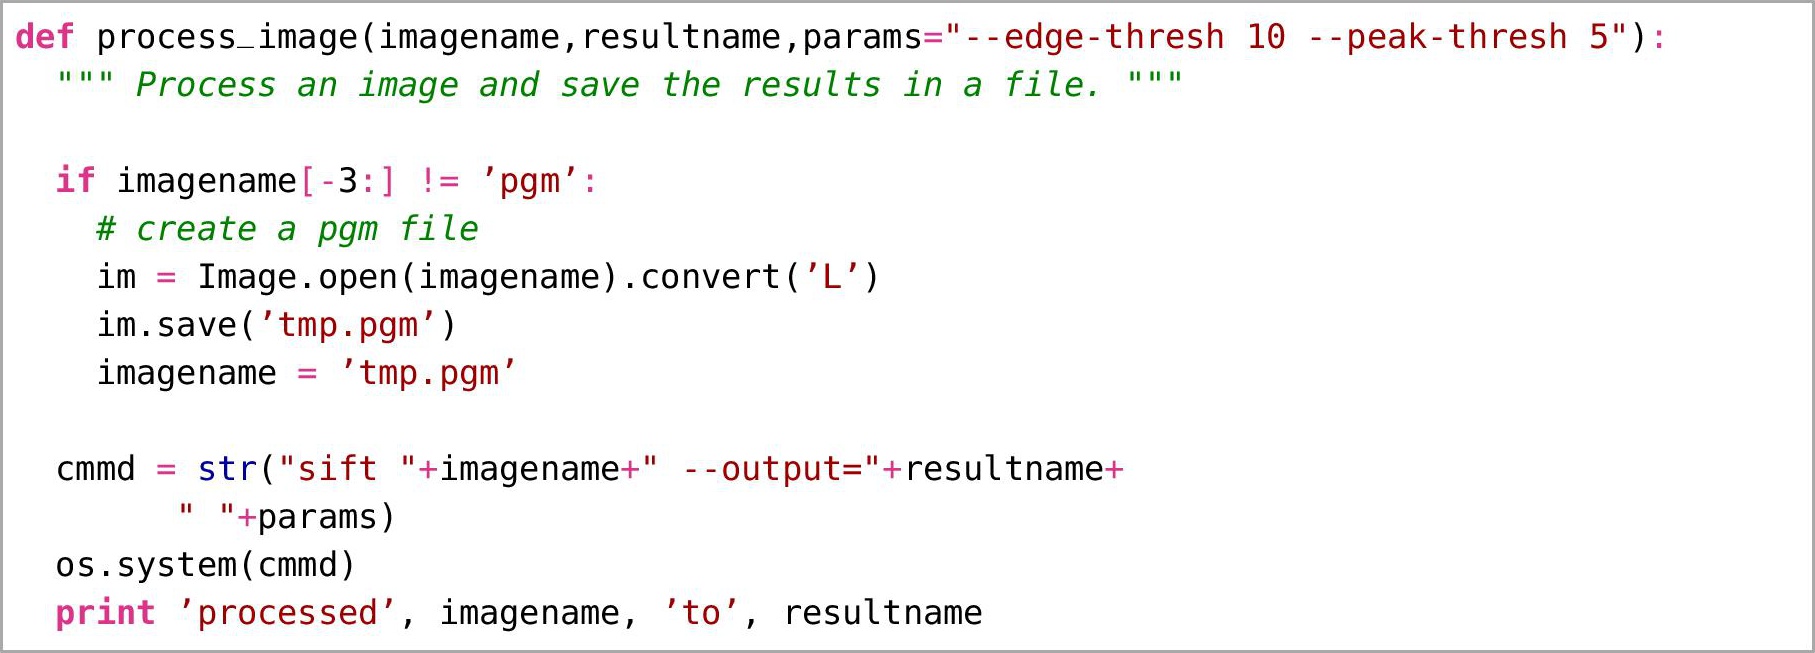 def process_image(imagename,resultname,params="--edge-thresh 10 --peak-thresh 5"):
  """ Process an image and save the results in a file. """

  if imagename[-3:] != ’pgm’:
    # create a pgm file
    im = Image.open(imagename).convert(’L’)
    im.save(’tmp.pgm’)
    imagename = ’tmp.pgm’

  cmmd = str("sift "+imagename+" --output="+resultname+
        " "+params)
  os.system(cmmd)
  print ’processed’, imagename, ’to’, resultname